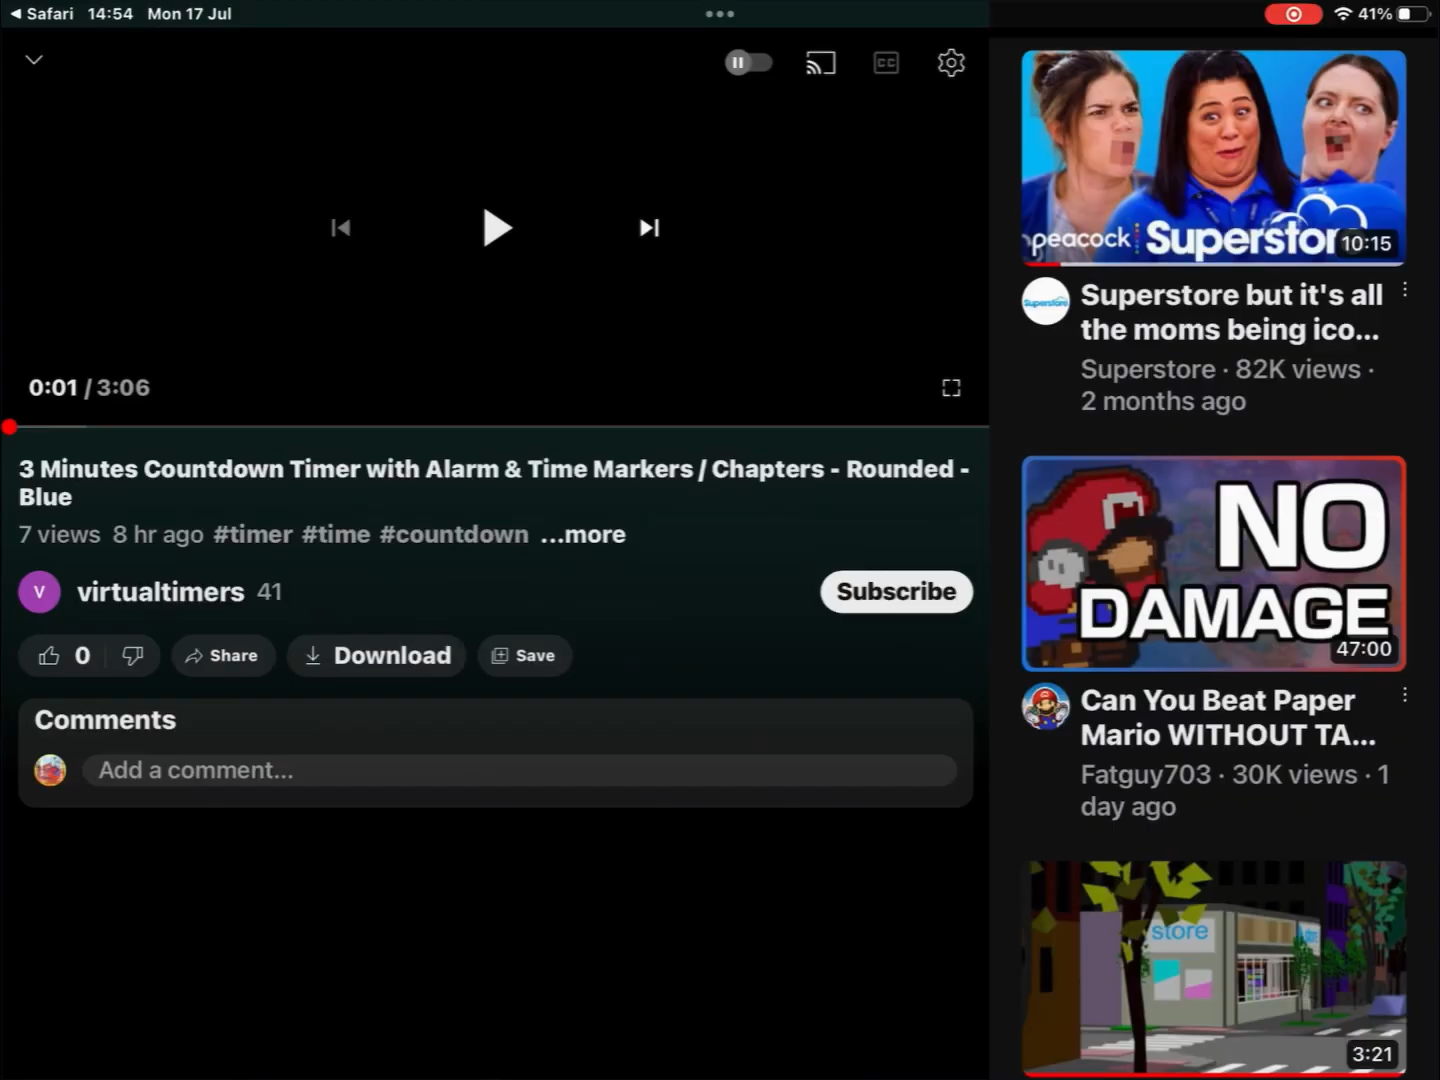 ◀ Safari 14:54 Mon 17 Jul
41%
CC
0:01 / 3:06
3 Minutes Countdown Timer with Alarm & Time Markers / Chapters - Rounded -
Blue
7 views 8 hr ago #timer #time #countdown ...more
V
virtualtimers 41
Subscribe
0
Share
Download
Save
Comments
Add a comment...
peacock Superstor
10:15
Superstore
Superstore but it's all
the moms being ico...
Superstore · 82K views ·
2 months ago
M
NO
DAMAGE
47:00
Can You Beat Paper
Mario WITHOUT TA...
Fatguy703 · 30K views · 1
day ago
store
3:21